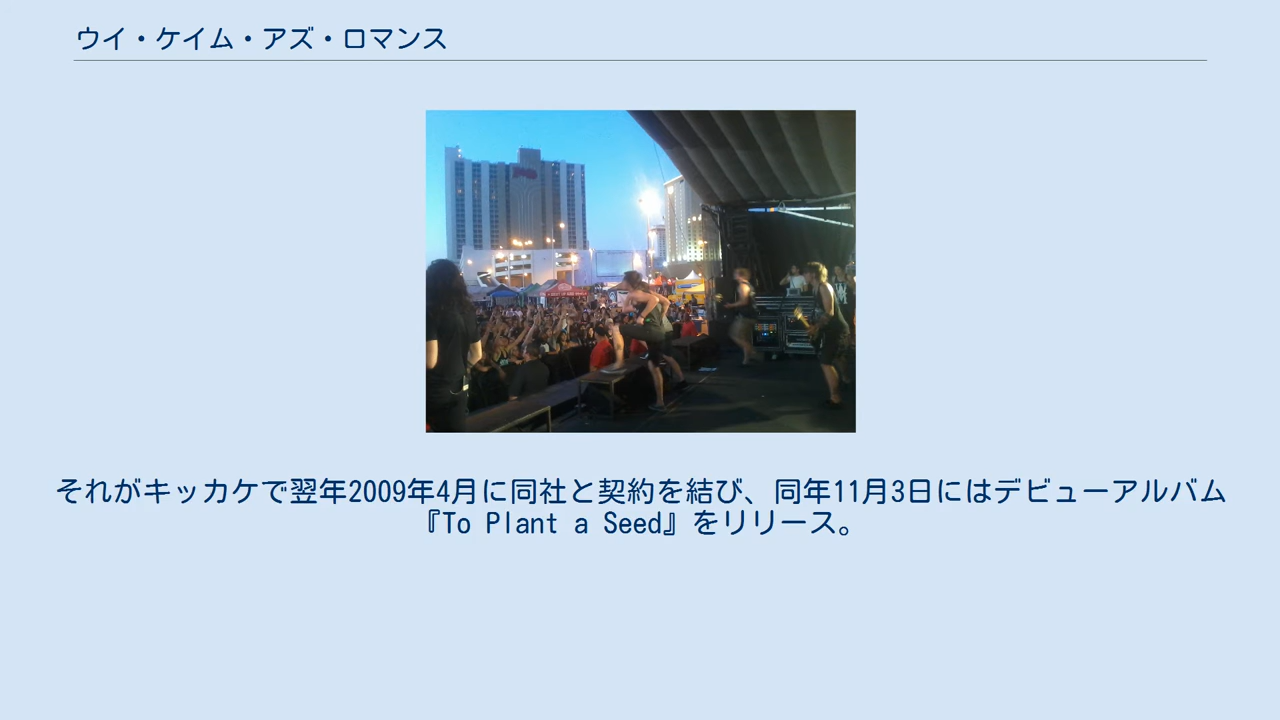 ウイ・ケイム・アズ・ロマンス
それがキッカケで翌年2009年4月に同社と契約を結び、同年11月3日にはデビューアルバム
『To Plant a Seed』をリリース。